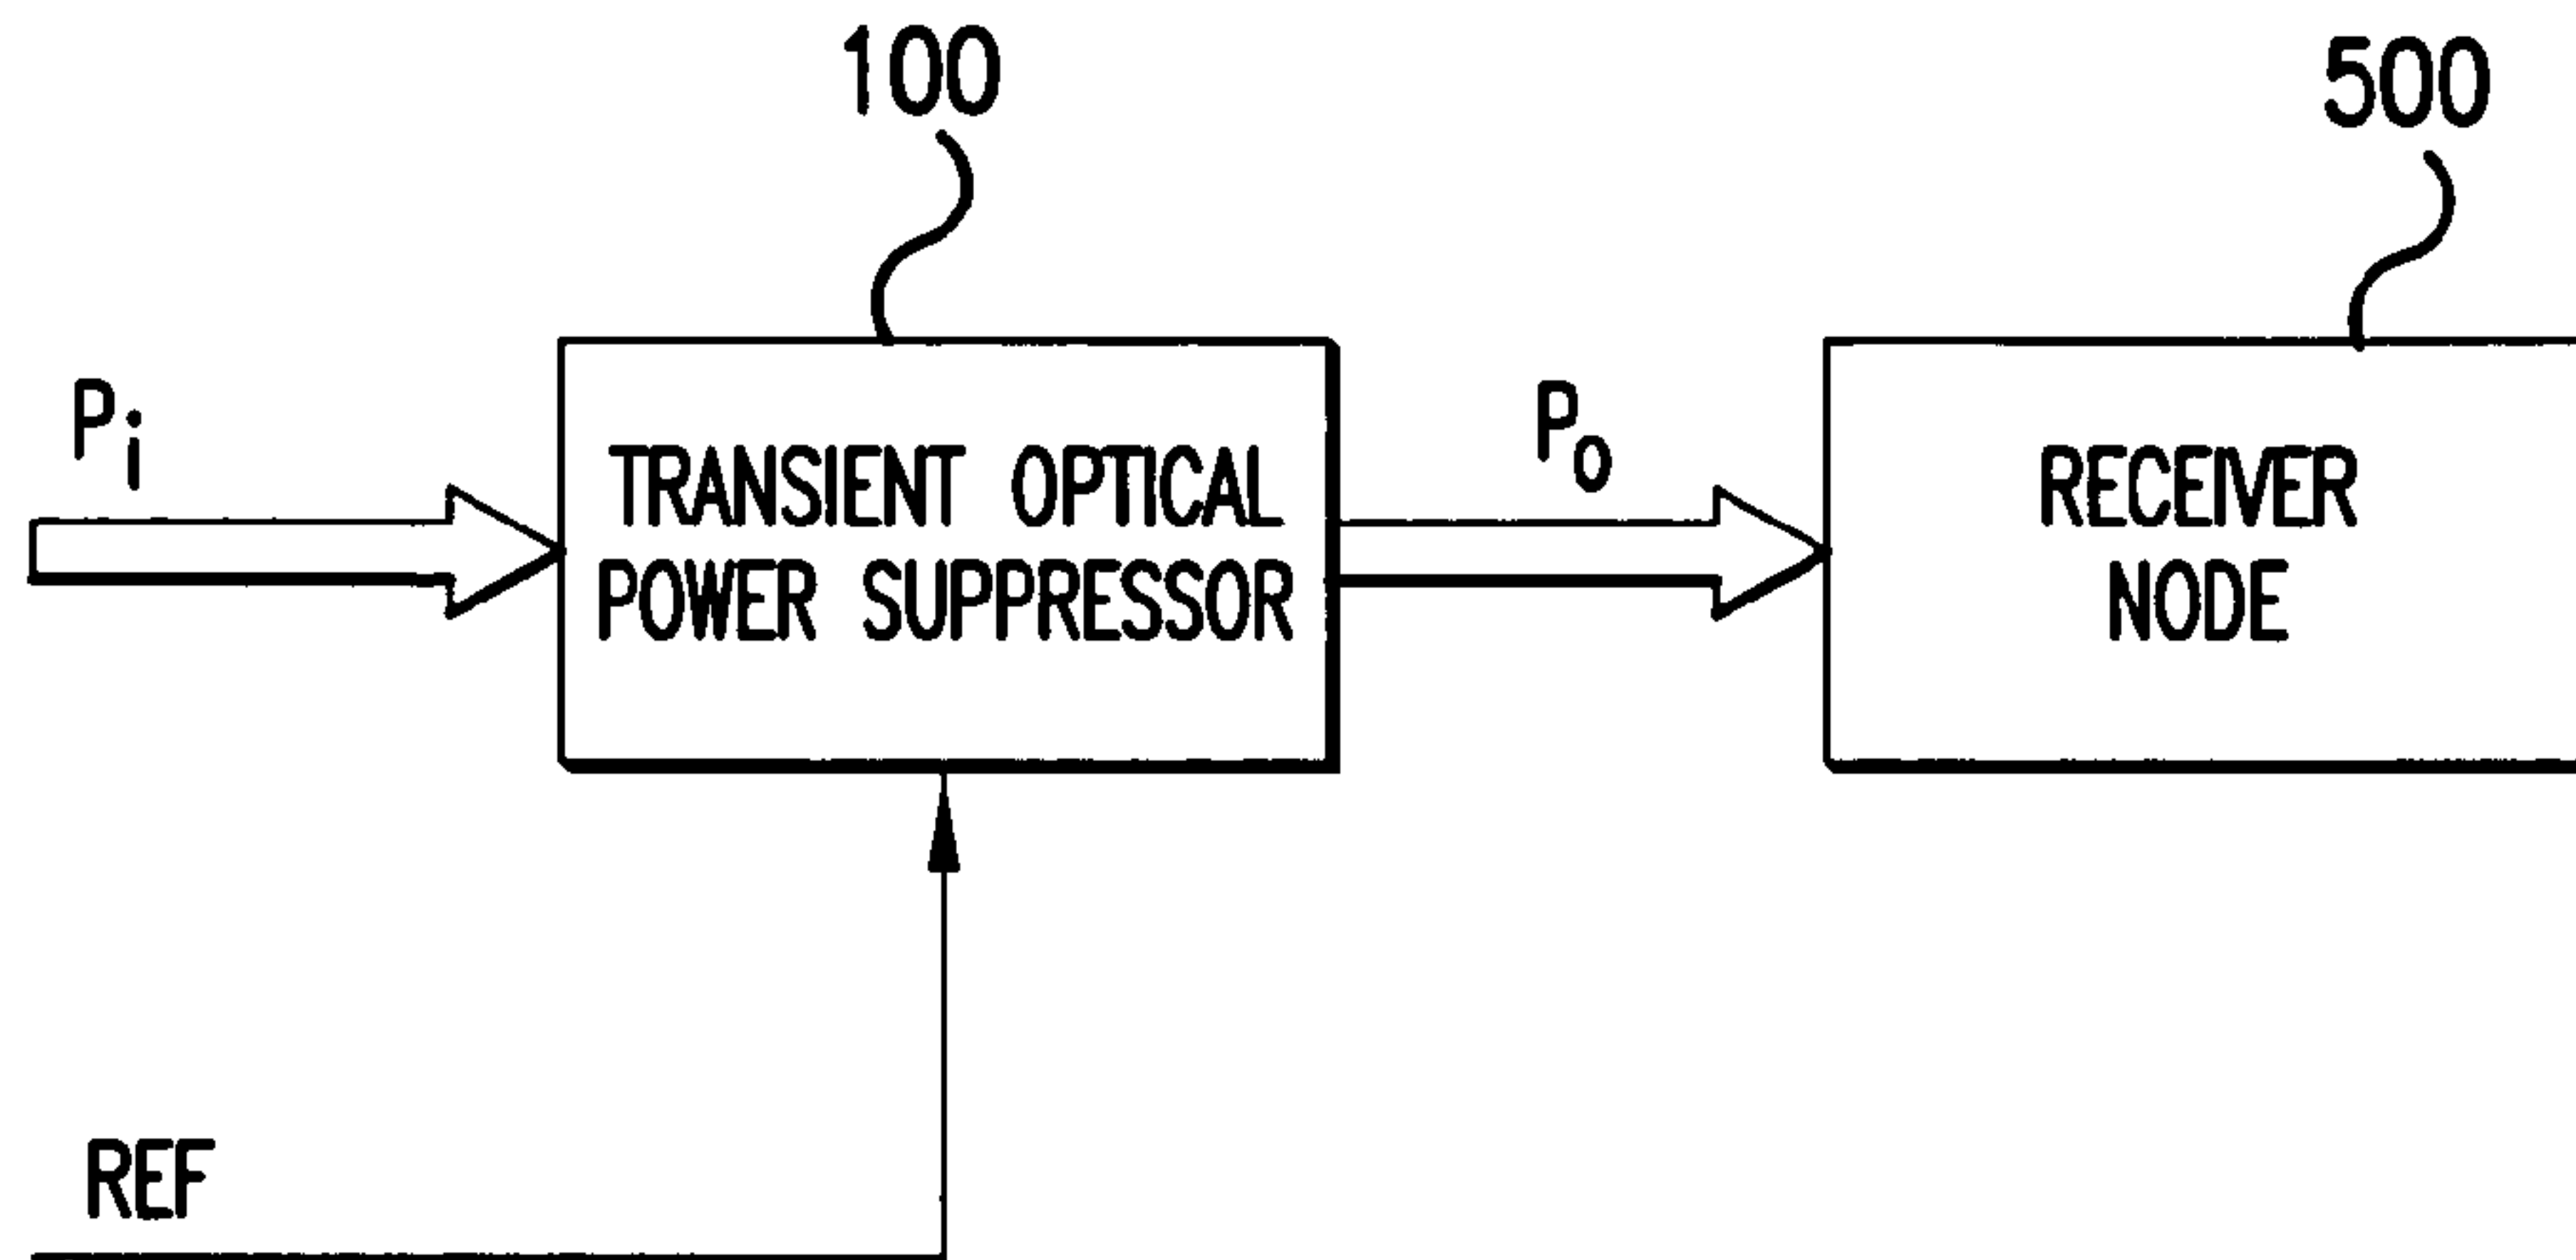 100
500
Pi
TRANSIENT OPTICAL
POWER SUPPRESSOR
Po
RECEIVER
NODE
REF